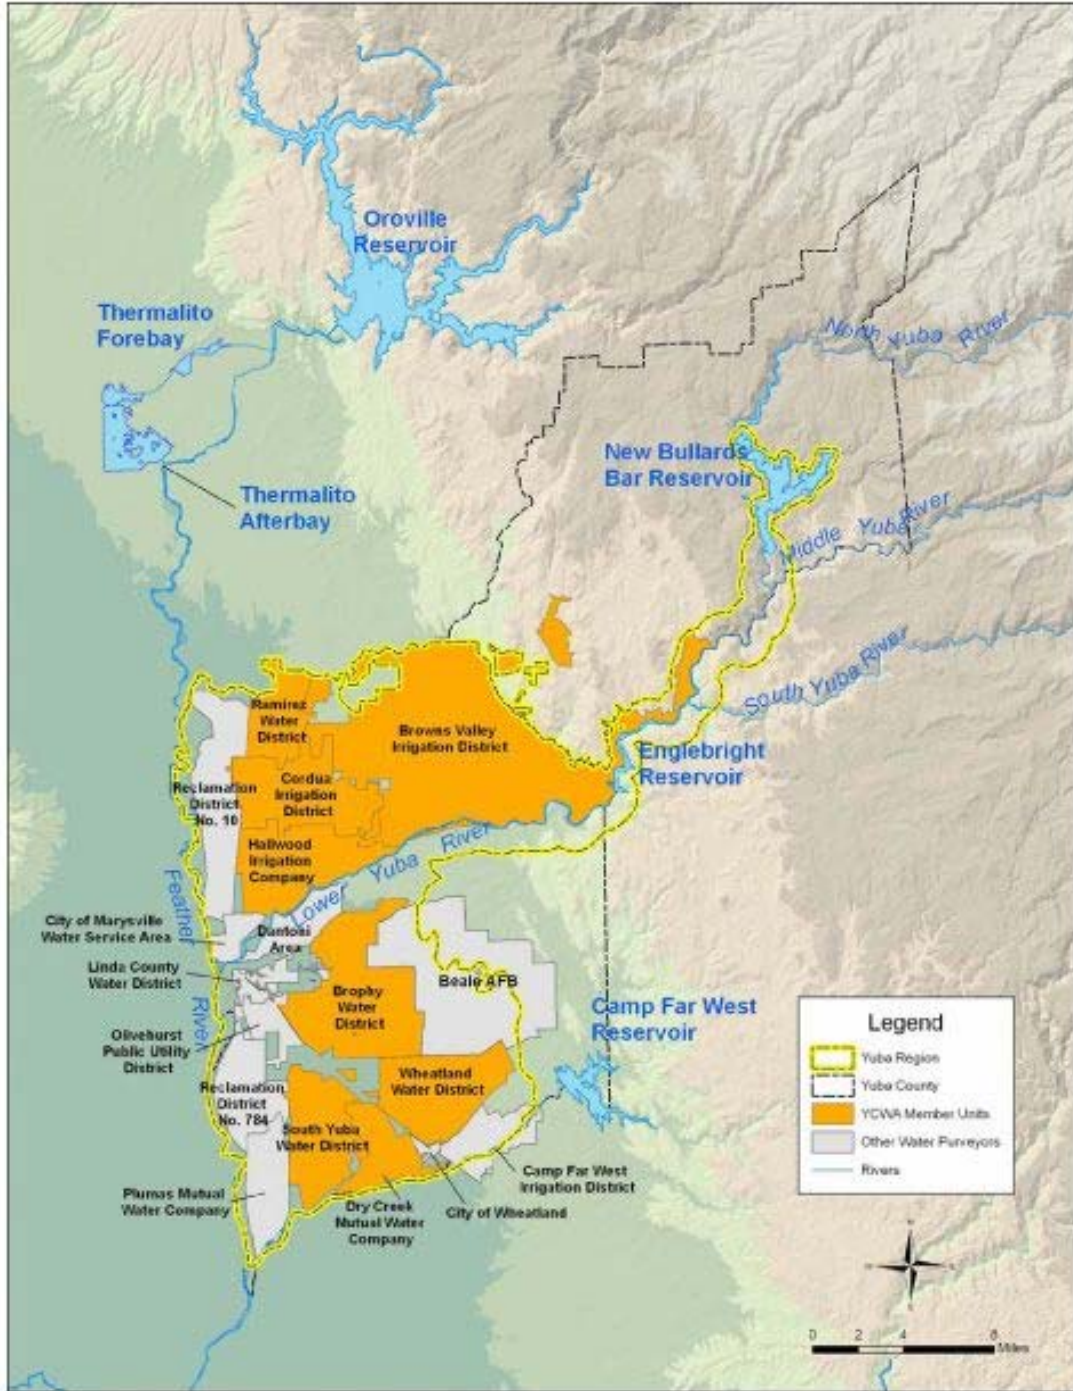 Oroville
Reservoir
Thermalito
Forebay
North Yuba River
New Bullards
Bar Reservoir
Thermalito
Afterbay
Middle Yuba River
South Yuba River
Ramirez
Water
District
Browns Valley
Irrigation District
Englebright
Reservoir
Reclamation
District
No. 10
Cordua
Irrigation
District
Hallwood
Irrigation
Company
Lower Yuba River
Feather River
City of Marysville
Water Service Area
Dantoni
Area
Linda County
Water District
Beale AFB
Brophy
Water
District
Camp Far West
Reservoir
Olivehurst
Public Utility
District
Wheatland
Water District
Reclamation
District
No. 784
South Yuba
Water District
Camp Far West
Irrigation District
Plumas Mutual
Water Company
Dry Creek
Mutual Water
Company
City of Wheatland
Legend
Yuba Region
Yuba County
YCWA Member Units
Other Water Purveyors
Rivers
0 2 4 8
Miles